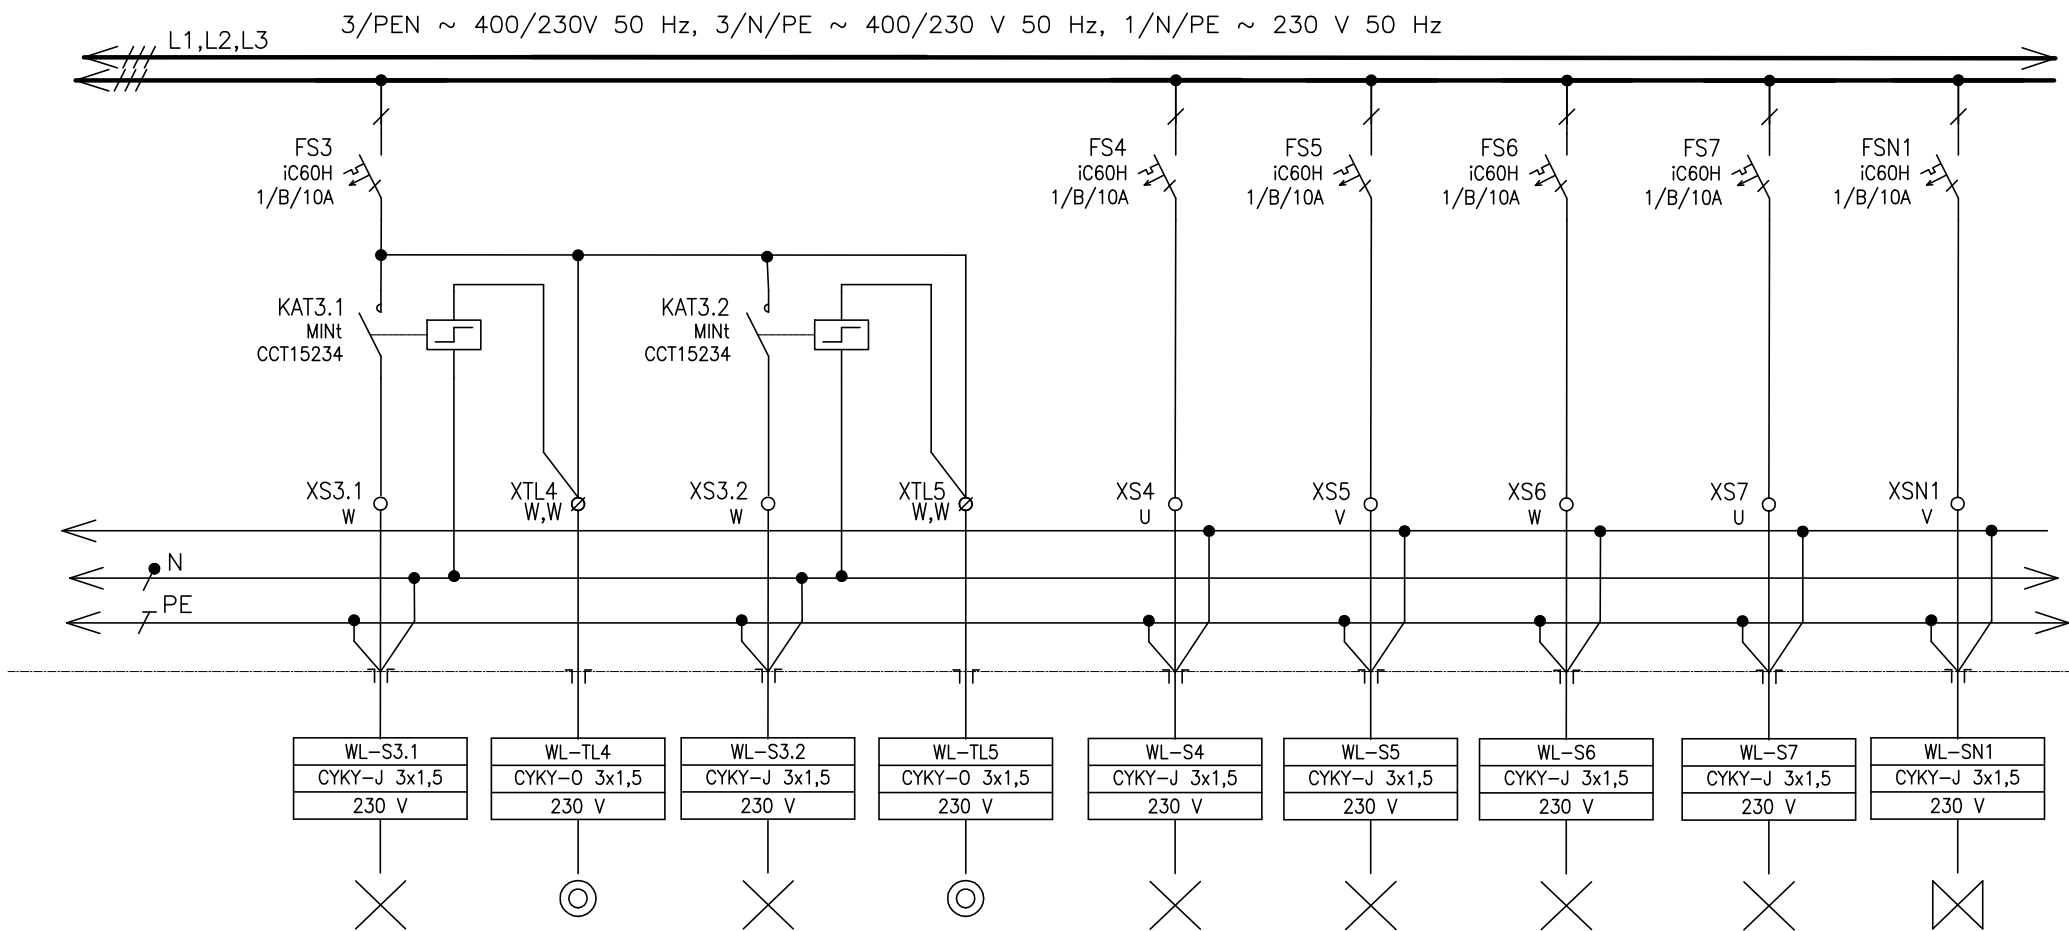 3/PEN ~ 400/230V 50 Hz, 3/N/PE ~ 400/230 V 50 Hz, 1/N/PE ~ 230 V 50 Hz
L1,L2,L3
FS3
iC60H
1/B/10A
FS4
iC60H
1/B/10A
FS5
iC60H
1/B/10A
FS6
iC60H
1/B/10A
FS7
iC60H
1/B/10A
FSN1
iC60H
1/B/10A
KAT3.1
MINt
CCT15234
KAT3.2
MINt
CCT15234
XS3.1
W
XTL4
W,W
XS3.2
W
XTL5
W,W
XS4
U
XS5
V
XS6
W
XS7
U
XSN1
V
N
PE
WL-S3.1
CYKY-J 3x1,5
230 V
WL-TL4
CYKY-O 3x1,5
230 V
WL-S3.2
CYKY-J 3x1,5
230 V
WL-TL5
CYKY-O 3x1,5
230 V
WL-S4
CYKY-J 3x1,5
230 V
WL-S5
CYKY-J 3x1,5
230 V
WL-S6
CYKY-J 3x1,5
230 V
WL-S7
CYKY-J 3x1,5
230 V
WL-SN1
CYKY-J 3x1,5
230 V